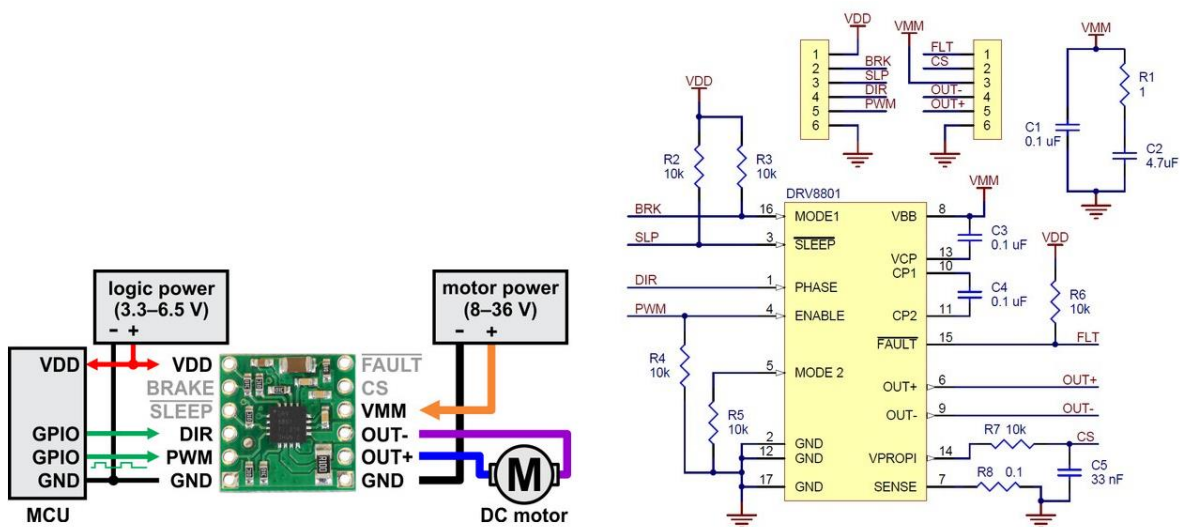 logic power
(3.3–6.5 V)
- +
motor power
(8–36 V)
- +
VDD
GPIO
GPIO
GND
MCU
VDD
BRAKE
SLEEP
DIR
PWM
GND
FAULT
CS
VMM
OUT-
OUT+
GND
M
DC motor
VDD
1
2 BRK
3 SLP
4 DIR
5 PWM
6
VMM
FLT 1
CS 2
3
OUT- 4
OUT+ 5
6
VMM
R1
1
C1
0.1 uF
C2
4.7uF
VDD
R2
10k
R3
10k
DRV8801
BRK 16 MODE1
SLP 3 SLEEP
DIR 1 PHASE
PWM 4 ENABLE
R4
10k
5 MODE 2
R5
10k
2 GND
12 GND
17 GND
VBB 8
VMM
C3
0.1 uF
VCP 13
CP1 10
C4
0.1 uF
CP2 11
VDD
R6
10k
FAULT 15 FLT
OUT+ 6 OUT+
OUT- 9 OUT-
R7 10k
VPROPI 14 CS
R8 0.1
SENSE 7
C5
33 nF